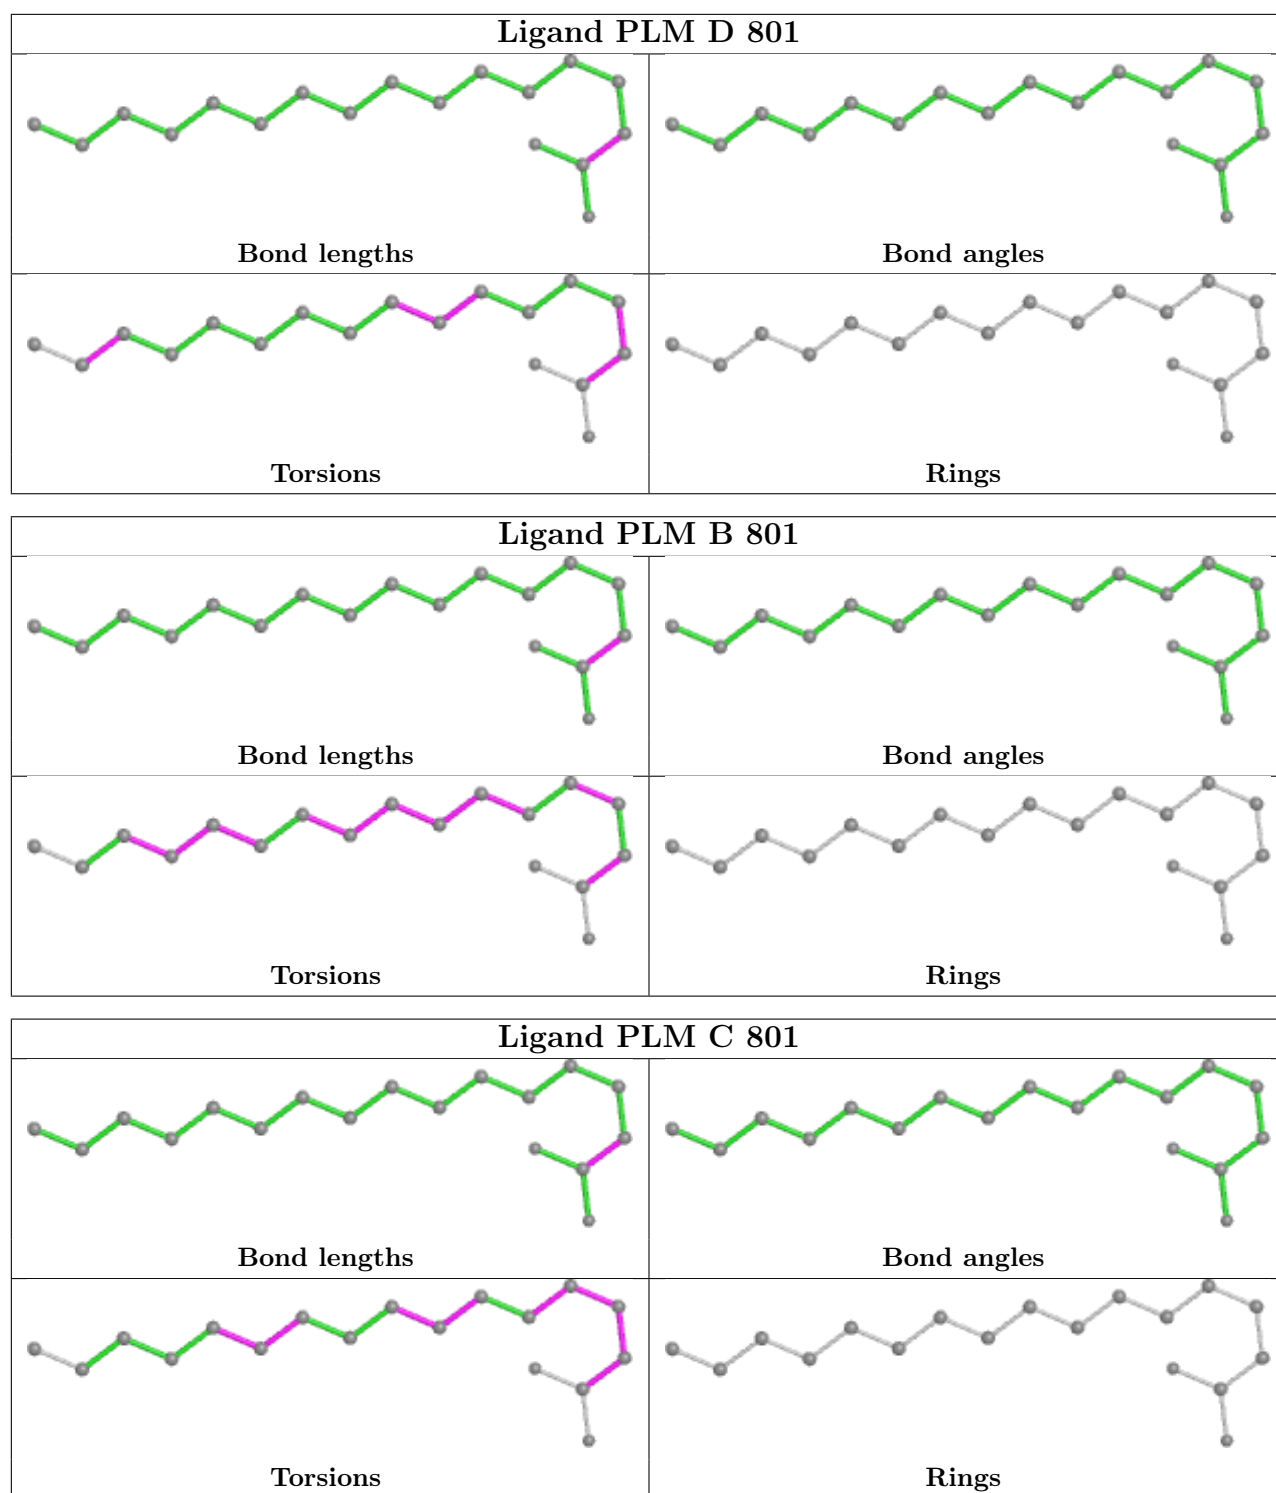 Ligand PLM D 801
Bond lengths
Bond angles
Torsions
Rings
Ligand PLM B 801
Bond lengths
Bond angles
Torsions
Rings
Ligand PLM C 801
Bond lengths
Bond angles
Torsions
Rings